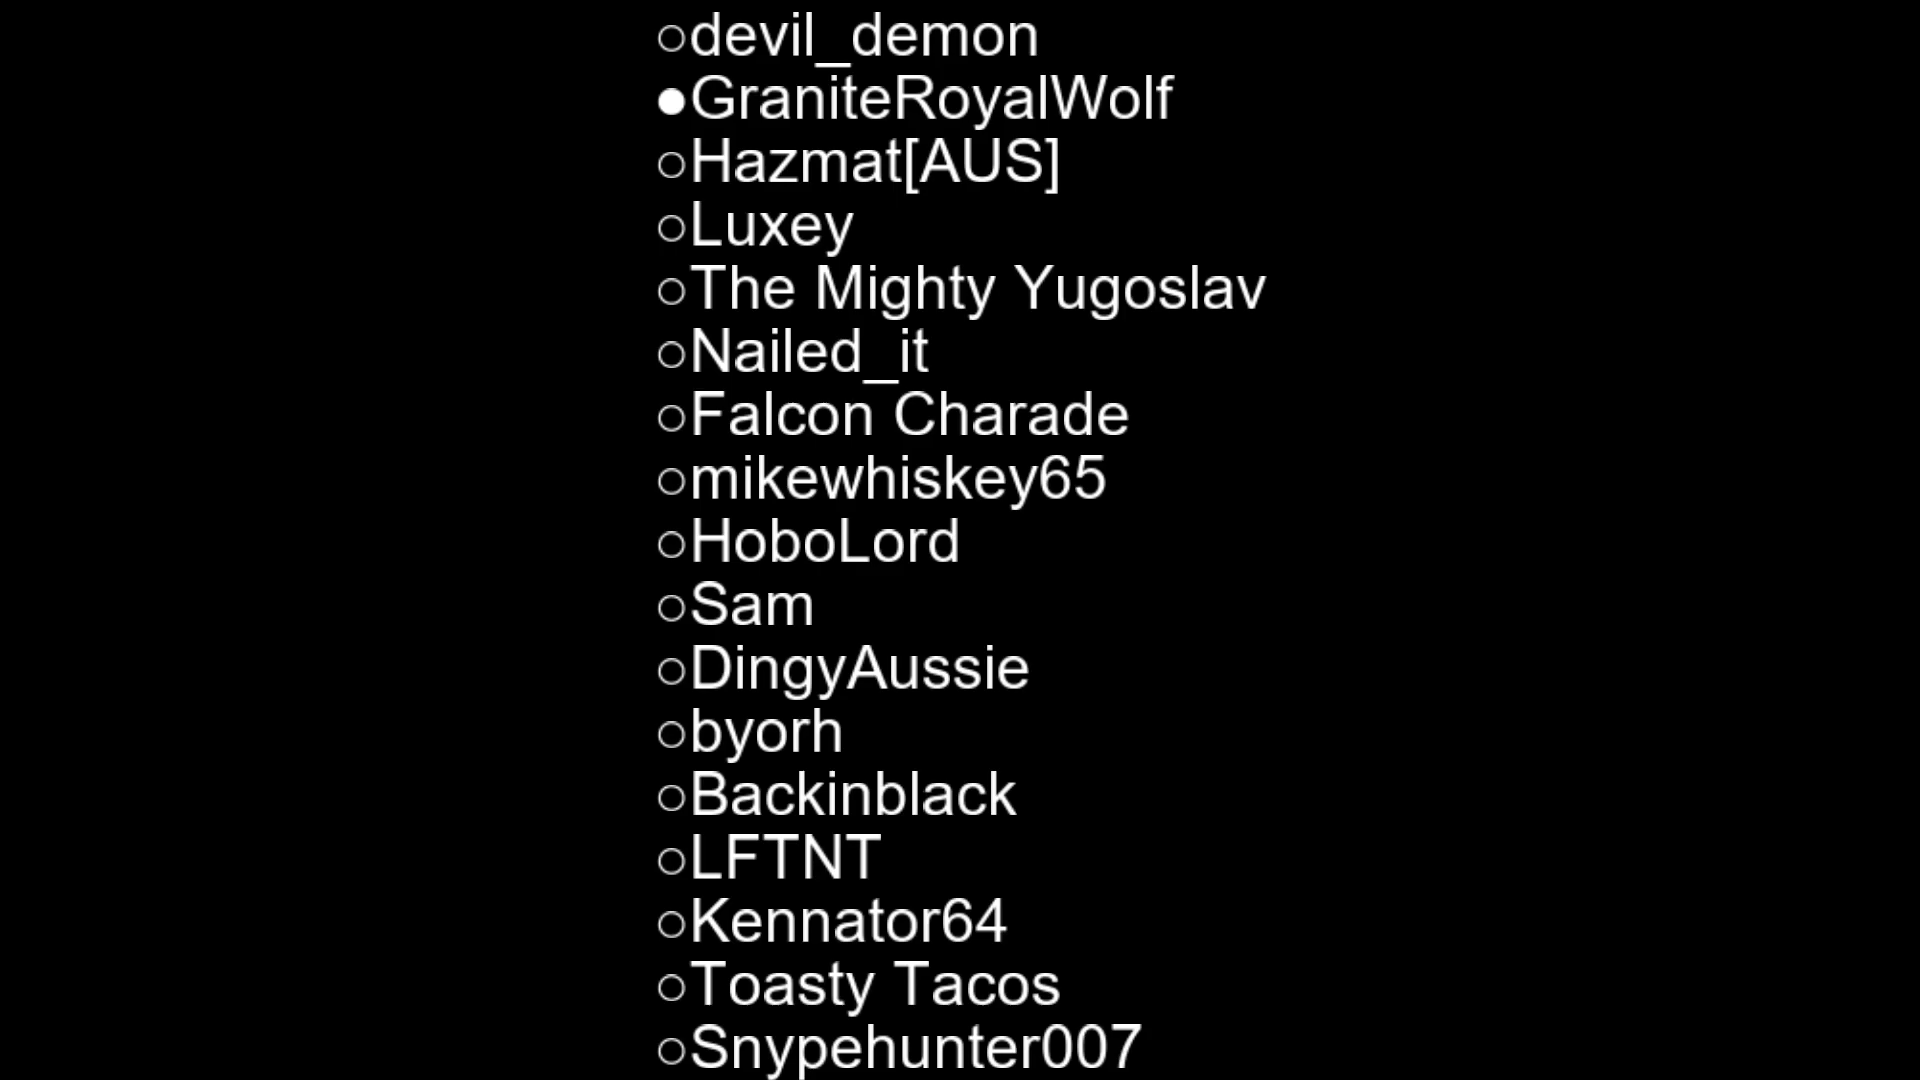 ○devil_demon
●GraniteRoyalWolf
○Hazmat[AUS]
○Luxey
○The Mighty Yugoslav
○Nailed_it
○Falcon Charade
○mikewhiskey65
○HoboLord
○Sam
○DingyAussie
○byorh
○Backinblack
○LFTNT
○Kennator64
○Toasty Tacos
○Snypehunter007